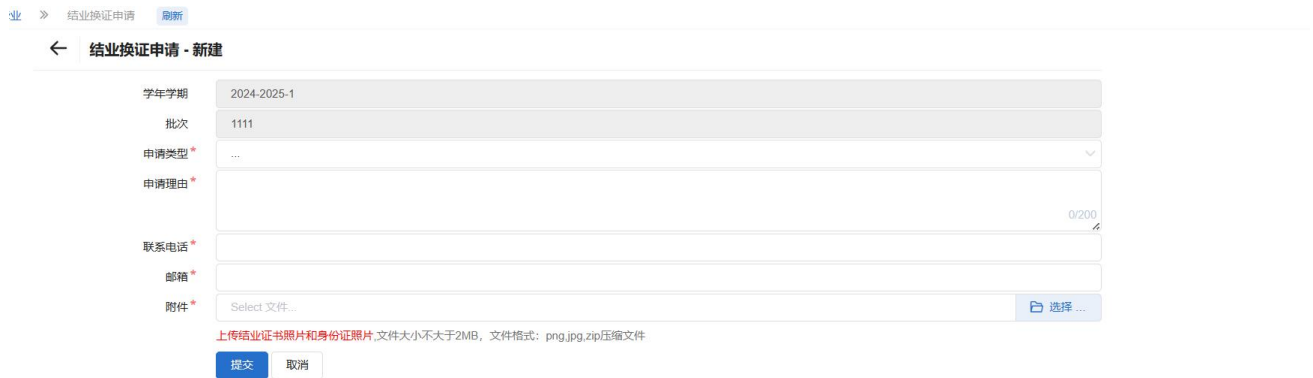 业 » 结业换证申请 刷新
← 结业换证申请 - 新建
学年学期 2024-2025-1
批次 1111
申请类型* ...
申请理由*
0/200
联系电话*
邮箱*
附件* Select 文件... 选择 ...
上传结业证书照片和身份证照片,文件大小不大于2MB，文件格式：png,jpg,zip压缩文件
提交 取消